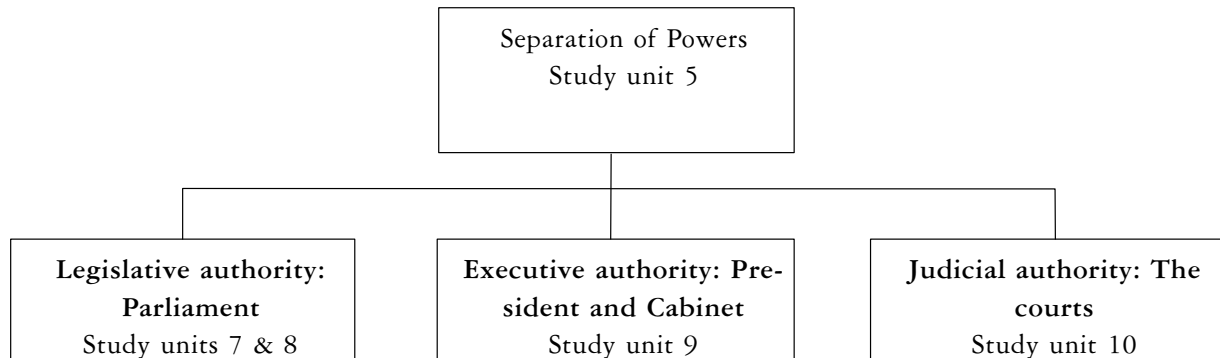 Separation of Powers
Study unit 5
Legislative authority:
Parliament
Study units 7 & 8
Executive authority: Pre-
sident and Cabinet
Study unit 9
Judicial authority: The
courts
Study unit 10